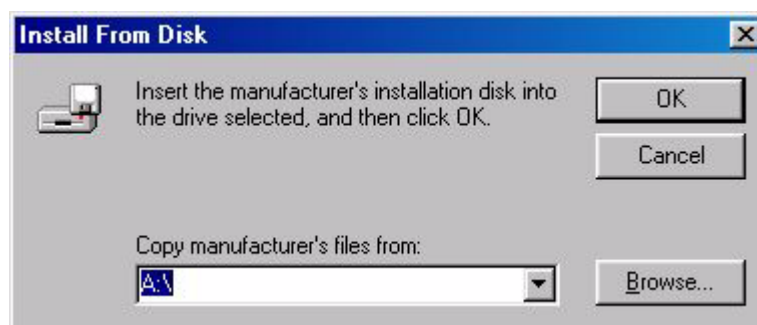 Install From Disk
Insert the manufacturer's installation disk into
the drive selected, and then click OK.
OK
Cancel
Copy manufacturer's files from:
A:\
Browse...